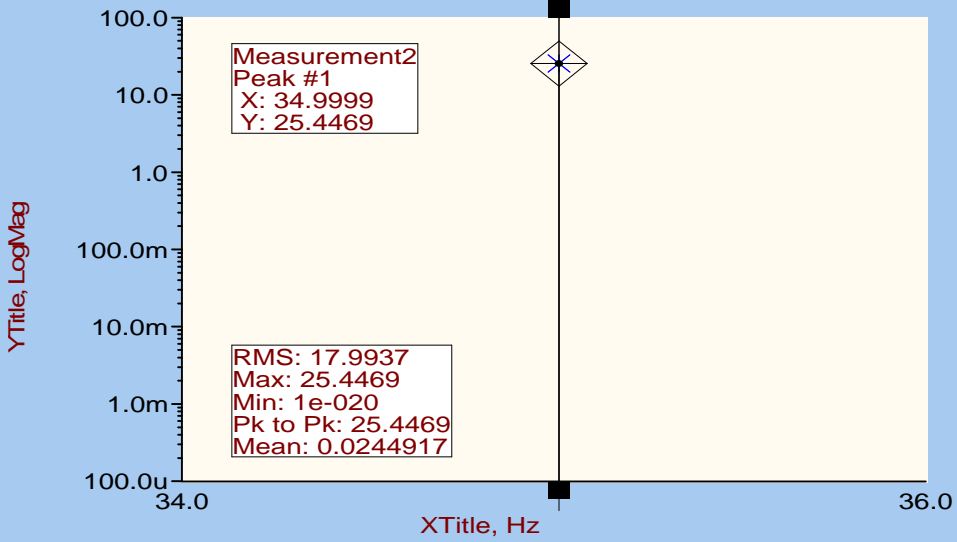 100.0
10.0
1.0
100.0m
10.0m
1.0m
100.0u
YTitle, LogMag
Measurement2
Peak #1
X: 34.9999
Y: 25.4469
RMS: 17.9937
Max: 25.4469
Min: 1e-020
Pk to Pk: 25.4469
Mean: 0.0244917
34.0
36.0
XTitle, Hz